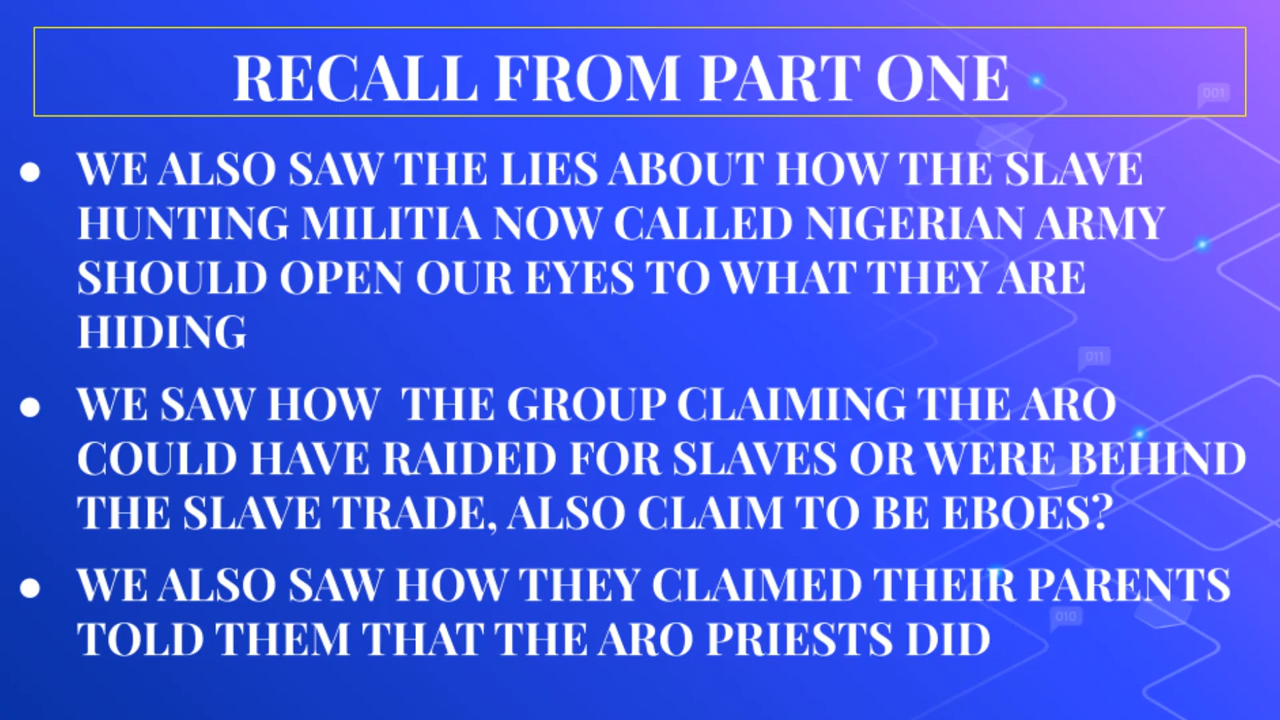 RECALL FROM PART ONE
001
● WE ALSO SAW THE LIES ABOUT HOW THE SLAVE
HUNTING MILITIA NOW CALLED NIGERIAN ARMY
SHOULD OPEN OUR EYES TO WHAT THEY ARE
HIDING
011
● WE SAW HOW THE GROUP CLAIMING THE ARO
COULD HAVE RAIDED FOR SLAVES OR WERE BEHIND
THE SLAVE TRADE, ALSO CLAIM TO BE EBOES?
● WE ALSO SAW HOW THEY CLAIMED THEIR PARENTS
010
TOLD THEM THAT THE ARO PRIESTS DID